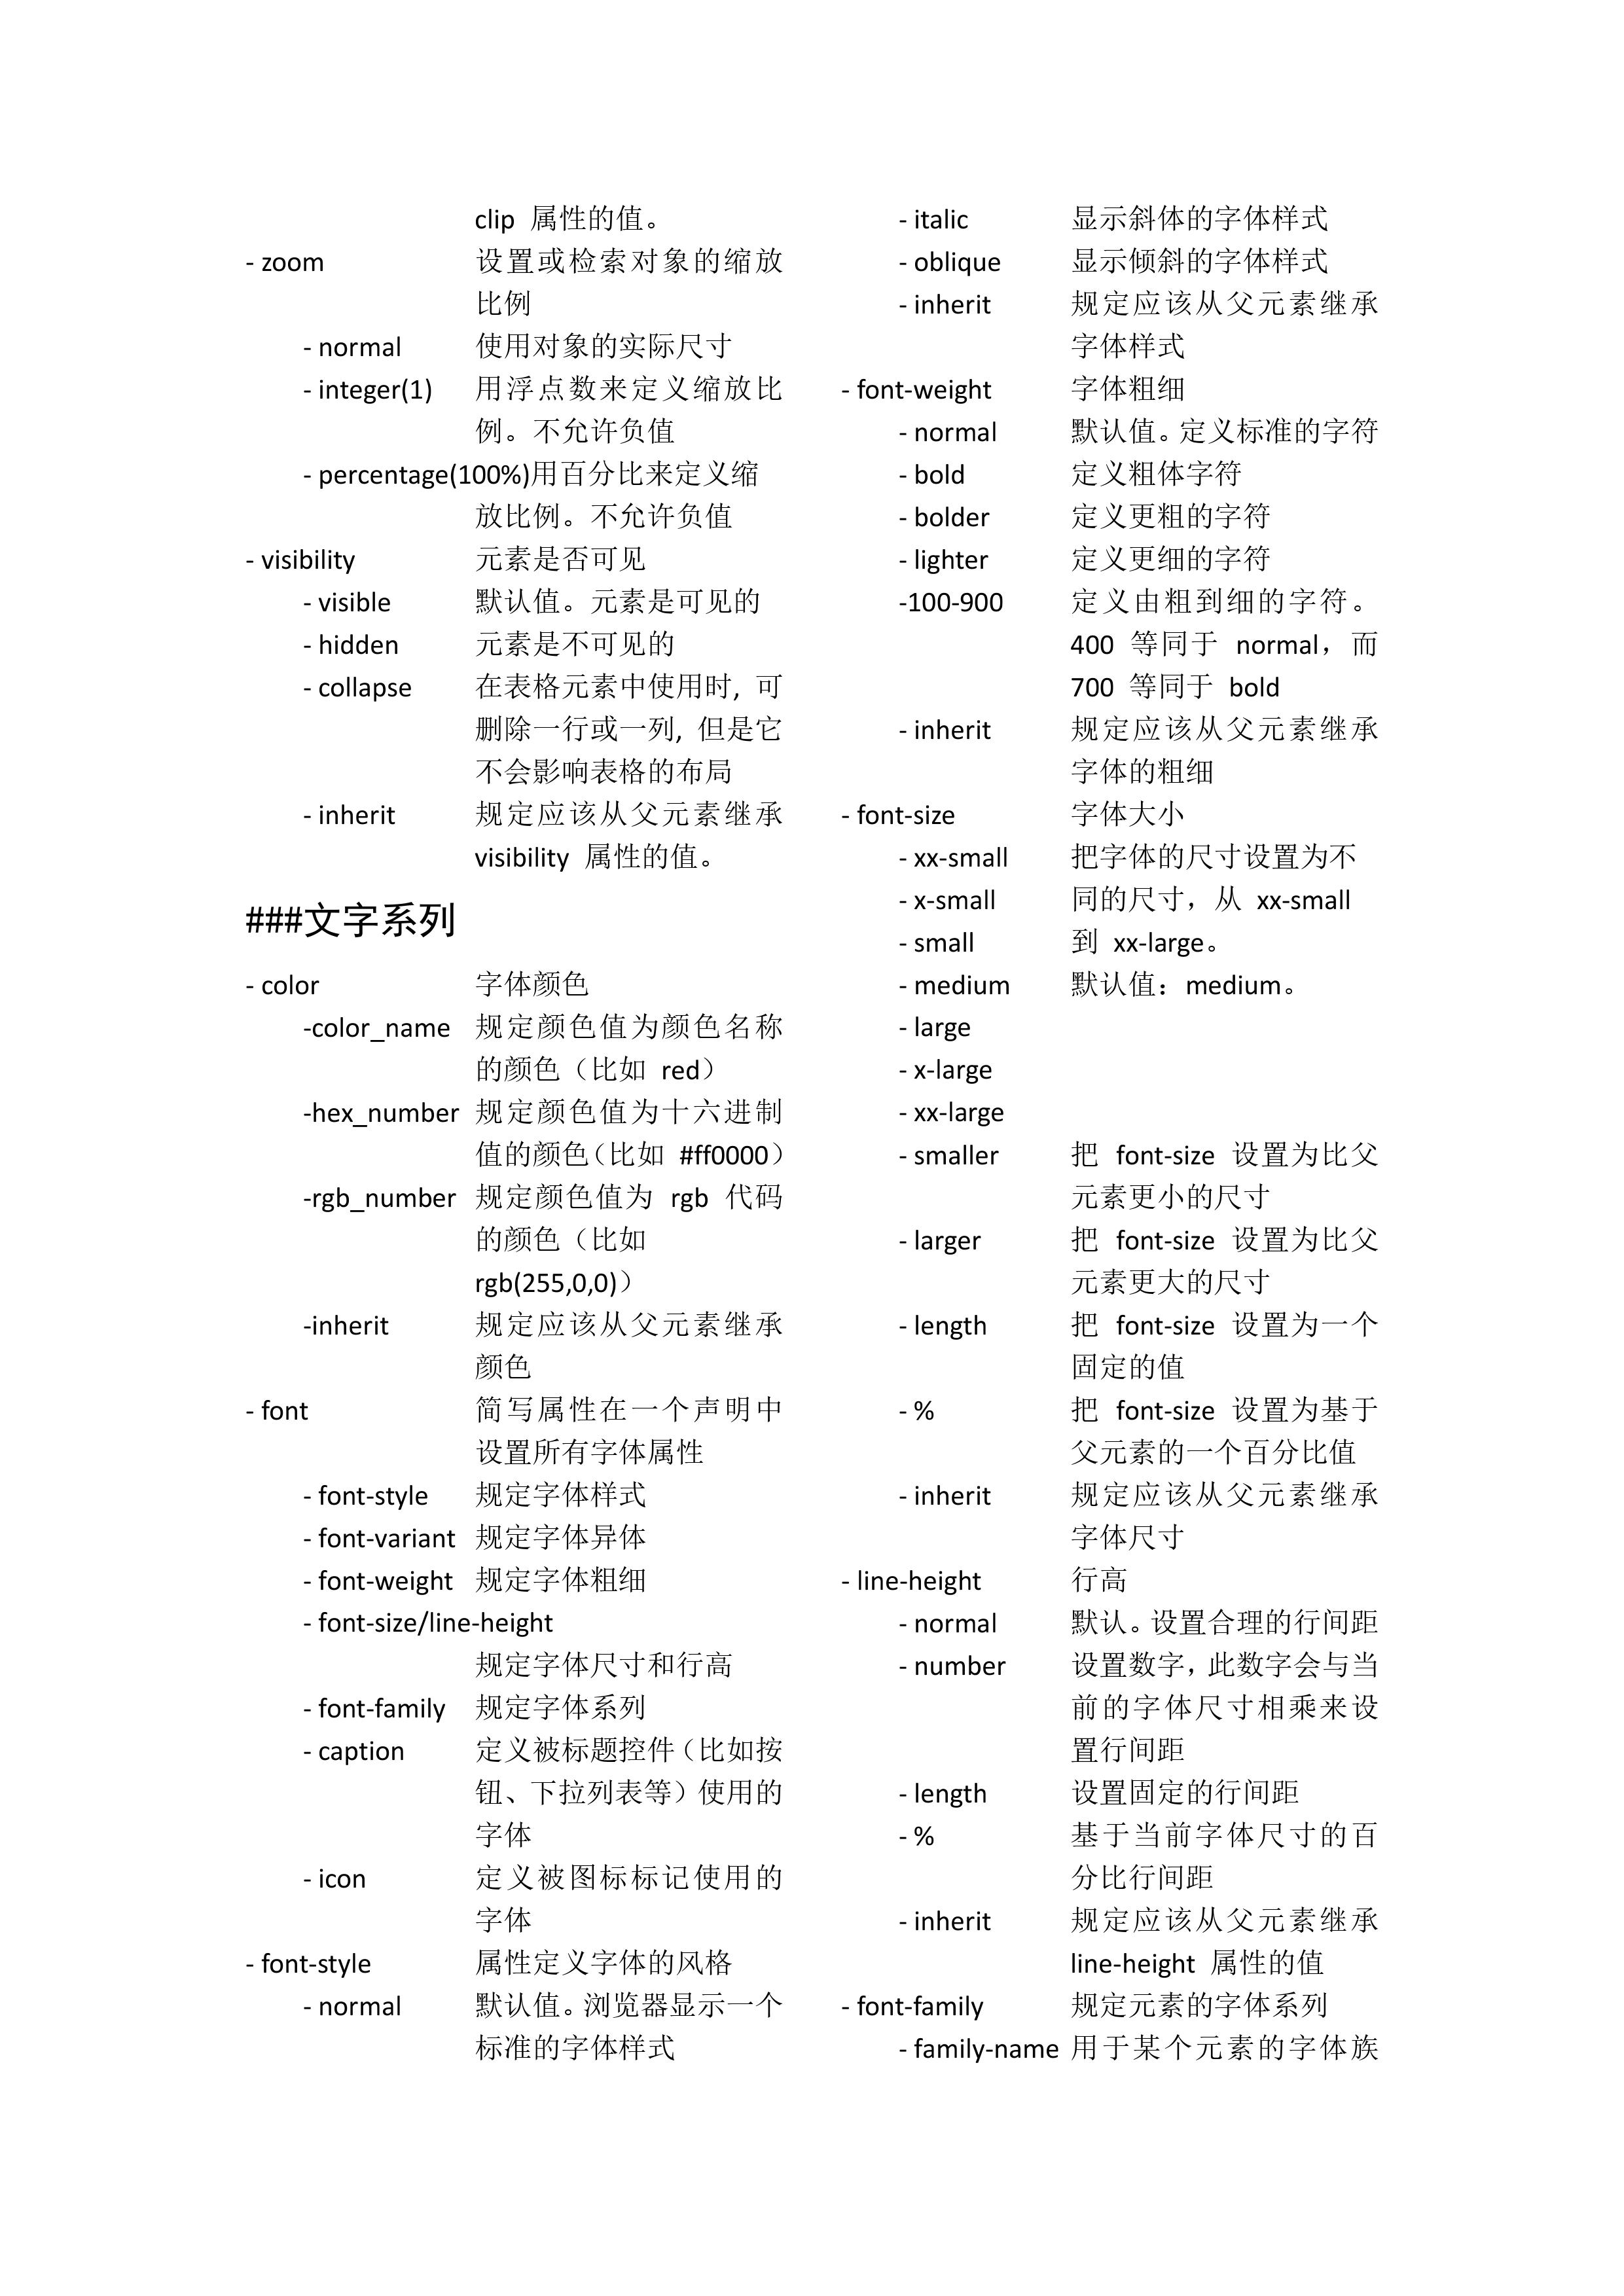 clip 属性的值。
- zoom 设置或检索对象的缩放
比例
- normal 使用对象的实际尺寸
- integer(1) 用浮点数来定义缩放比
例。不允许负值
- percentage(100%)用百分比来定义缩
放比例。不允许负值
- visibility 元素是否可见
- visible 默认值。元素是可见的
- hidden 元素是不可见的
- collapse 在表格元素中使用时, 可
删除一行或一列, 但是它
不会影响表格的布局
- inherit 规定应该从父元素继承
visibility 属性的值。
###文字系列
- color 字体颜色
-color_name 规定颜色值为颜色名称
的颜色（比如 red）
-hex_number 规定颜色值为十六进制
值的颜色（比如 #ff0000）
-rgb_number 规定颜色值为 rgb 代码
的颜色（比如
rgb(255,0,0)）
-inherit 规定应该从父元素继承
颜色
- font 简写属性在一个声明中
设置所有字体属性
- font-style 规定字体样式
- font-variant 规定字体异体
- font-weight 规定字体粗细
- font-size/line-height
规定字体尺寸和行高
- font-family 规定字体系列
- caption 定义被标题控件（比如按
钮、下拉列表等）使用的
字体
- icon 定义被图标标记使用的
字体
- font-style 属性定义字体的风格
- normal 默认值。浏览器显示一个
标准的字体样式
- italic 显示斜体的字体样式
- oblique 显示倾斜的字体样式
- inherit 规定应该从父元素继承
字体样式
- font-weight 字体粗细
- normal 默认值。定义标准的字符
- bold 定义粗体字符
- bolder 定义更粗的字符
- lighter 定义更细的字符
-100-900 定义由粗到细的字符。
400 等同于 normal，而
700 等同于 bold
- inherit 规定应该从父元素继承
字体的粗细
- font-size 字体大小
- xx-small 把字体的尺寸设置为不
- x-small 同的尺寸，从 xx-small
- small 到 xx-large。
- medium 默认值：medium。
- large
- x-large
- xx-large
- smaller 把 font-size 设置为比父
元素更小的尺寸
- larger 把 font-size 设置为比父
元素更大的尺寸
- length 把 font-size 设置为一个
固定的值
- % 把 font-size 设置为基于
父元素的一个百分比值
- inherit 规定应该从父元素继承
字体尺寸
- line-height 行高
- normal 默认。设置合理的行间距
- number 设置数字，此数字会与当
前的字体尺寸相乘来设
置行间距
- length 设置固定的行间距
- % 基于当前字体尺寸的百
分比行间距
- inherit 规定应该从父元素继承
line-height 属性的值
- font-family 规定元素的字体系列
- family-name 用于某个元素的字体族